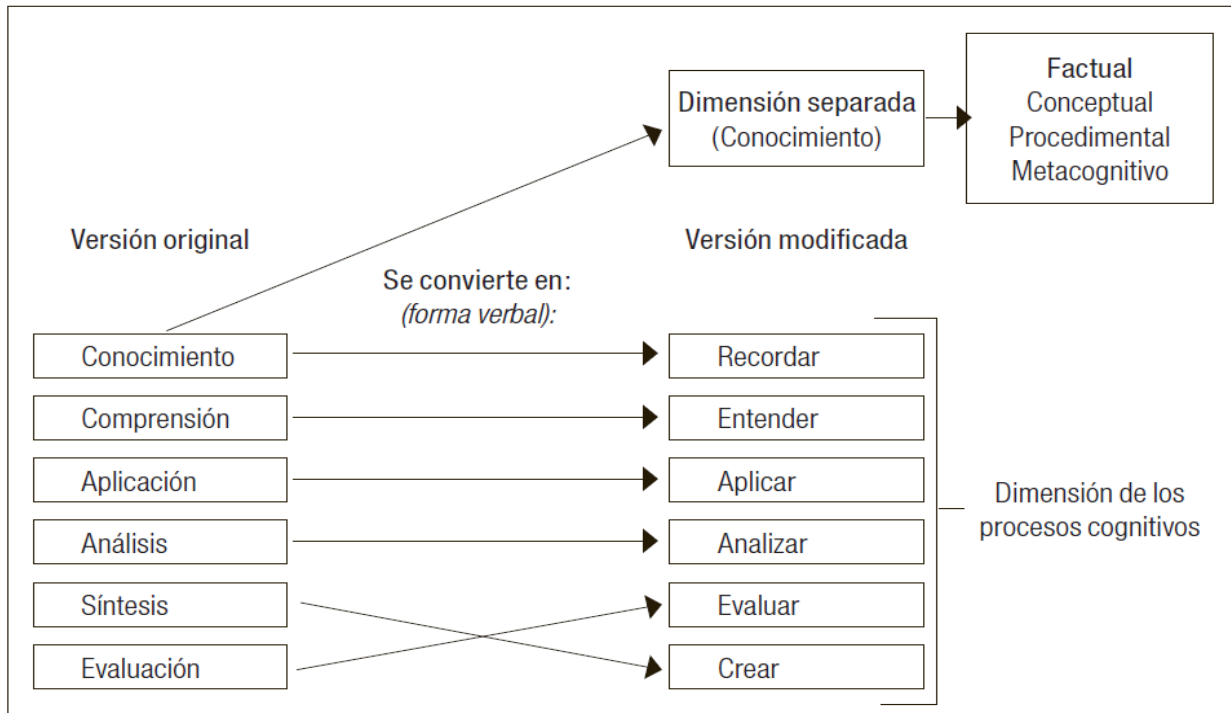 Dimensión separada
(Conocimiento)
Factual
Conceptual
Procedimental
Metacognitivo
Versión original
Versión modificada
Se convierte en:
(forma verbal):
Conocimiento
Recordar
Comprensión
Entender
Aplicación
Aplicar
Análisis
Analizar
Síntesis
Evaluar
Evaluación
Crear
Dimensión de los
procesos cognitivos